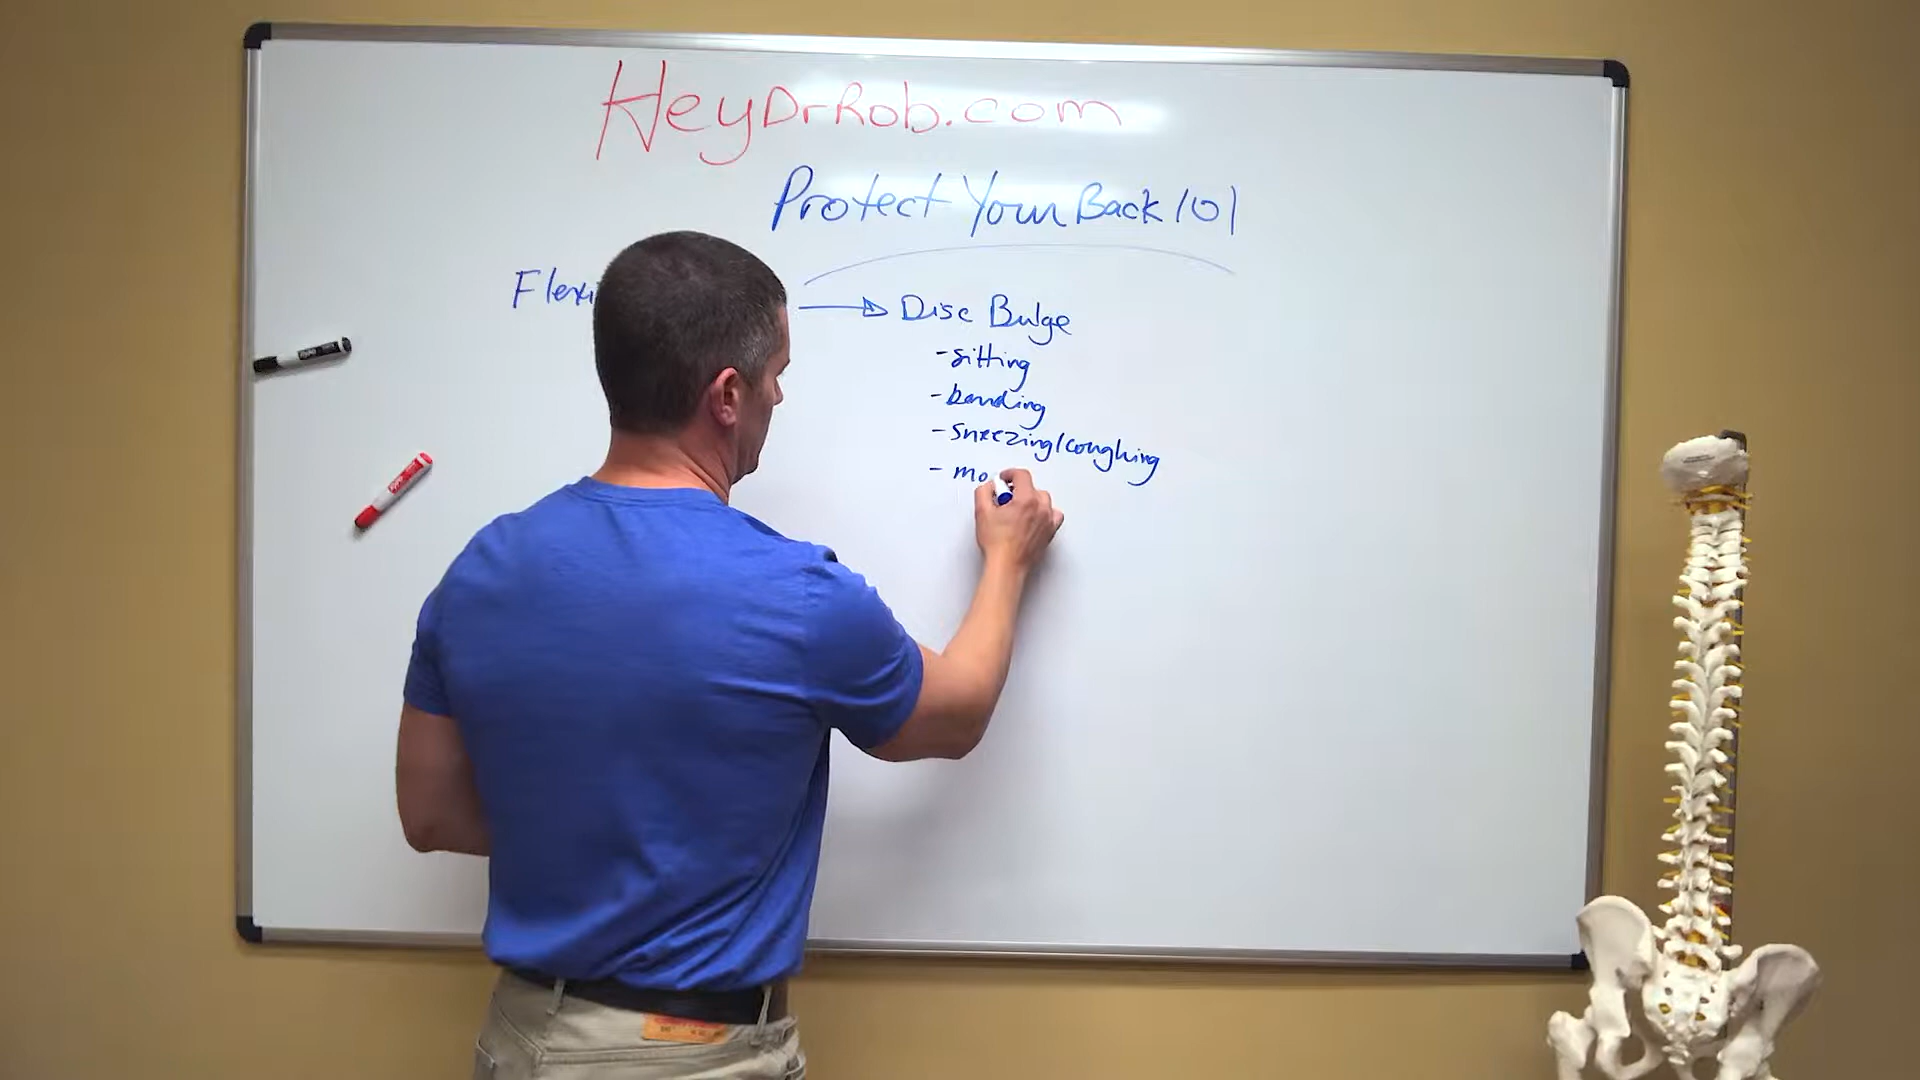 HeyDrRob.com
Protect Your Back 101
Flexi
Disc Bulge
- sitting
- bending
- sneezing/coughing
- mo